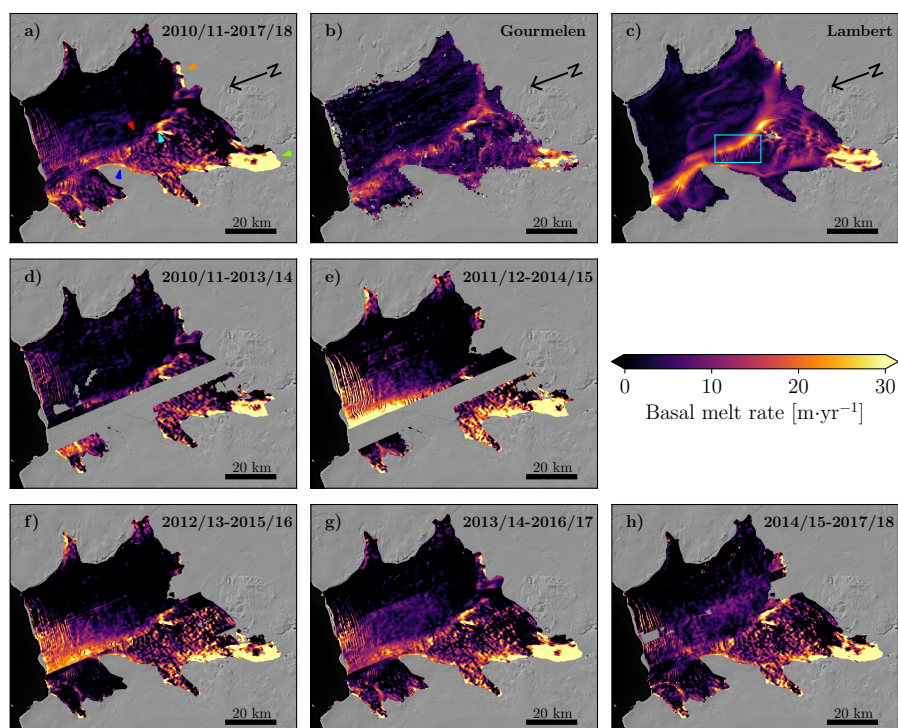 a) 2010/11-2017/18
b) Gourmelen
c) Lambert
N
N
N
20 km
20 km
20 km
d) 2010/11-2013/14
e) 2011/12-2014/15
20 km
20 km
0 10 20 30
Basal melt rate [m·yr⁻¹]
f) 2012/13-2015/16
g) 2013/14-2016/17
h) 2014/15-2017/18
20 km
20 km
20 km